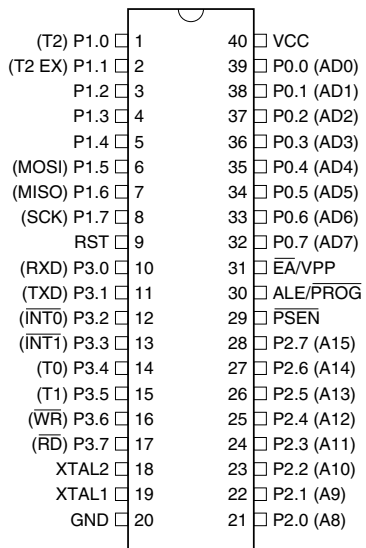 (T2) P1.0 1 40 VCC
(T2 EX) P1.1 2 39 P0.0 (AD0)
P1.2 3 38 P0.1 (AD1)
P1.3 4 37 P0.2 (AD2)
P1.4 5 36 P0.3 (AD3)
(MOSI) P1.5 6 35 P0.4 (AD4)
(MISO) P1.6 7 34 P0.5 (AD5)
(SCK) P1.7 8 33 P0.6 (AD6)
RST 9 32 P0.7 (AD7)
(RXD) P3.0 10 31 E̅A̅/VPP
(TXD) P3.1 11 30 ALE/P̅R̅O̅G̅
(I̅N̅T̅0̅) P3.2 12 29 P̅S̅E̅N̅
(I̅N̅T̅1̅) P3.3 13 28 P2.7 (A15)
(T0) P3.4 14 27 P2.6 (A14)
(T1) P3.5 15 26 P2.5 (A13)
(W̅R̅) P3.6 16 25 P2.4 (A12)
(R̅D̅) P3.7 17 24 P2.3 (A11)
XTAL2 18 23 P2.2 (A10)
XTAL1 19 22 P2.1 (A9)
GND 20 21 P2.0 (A8)